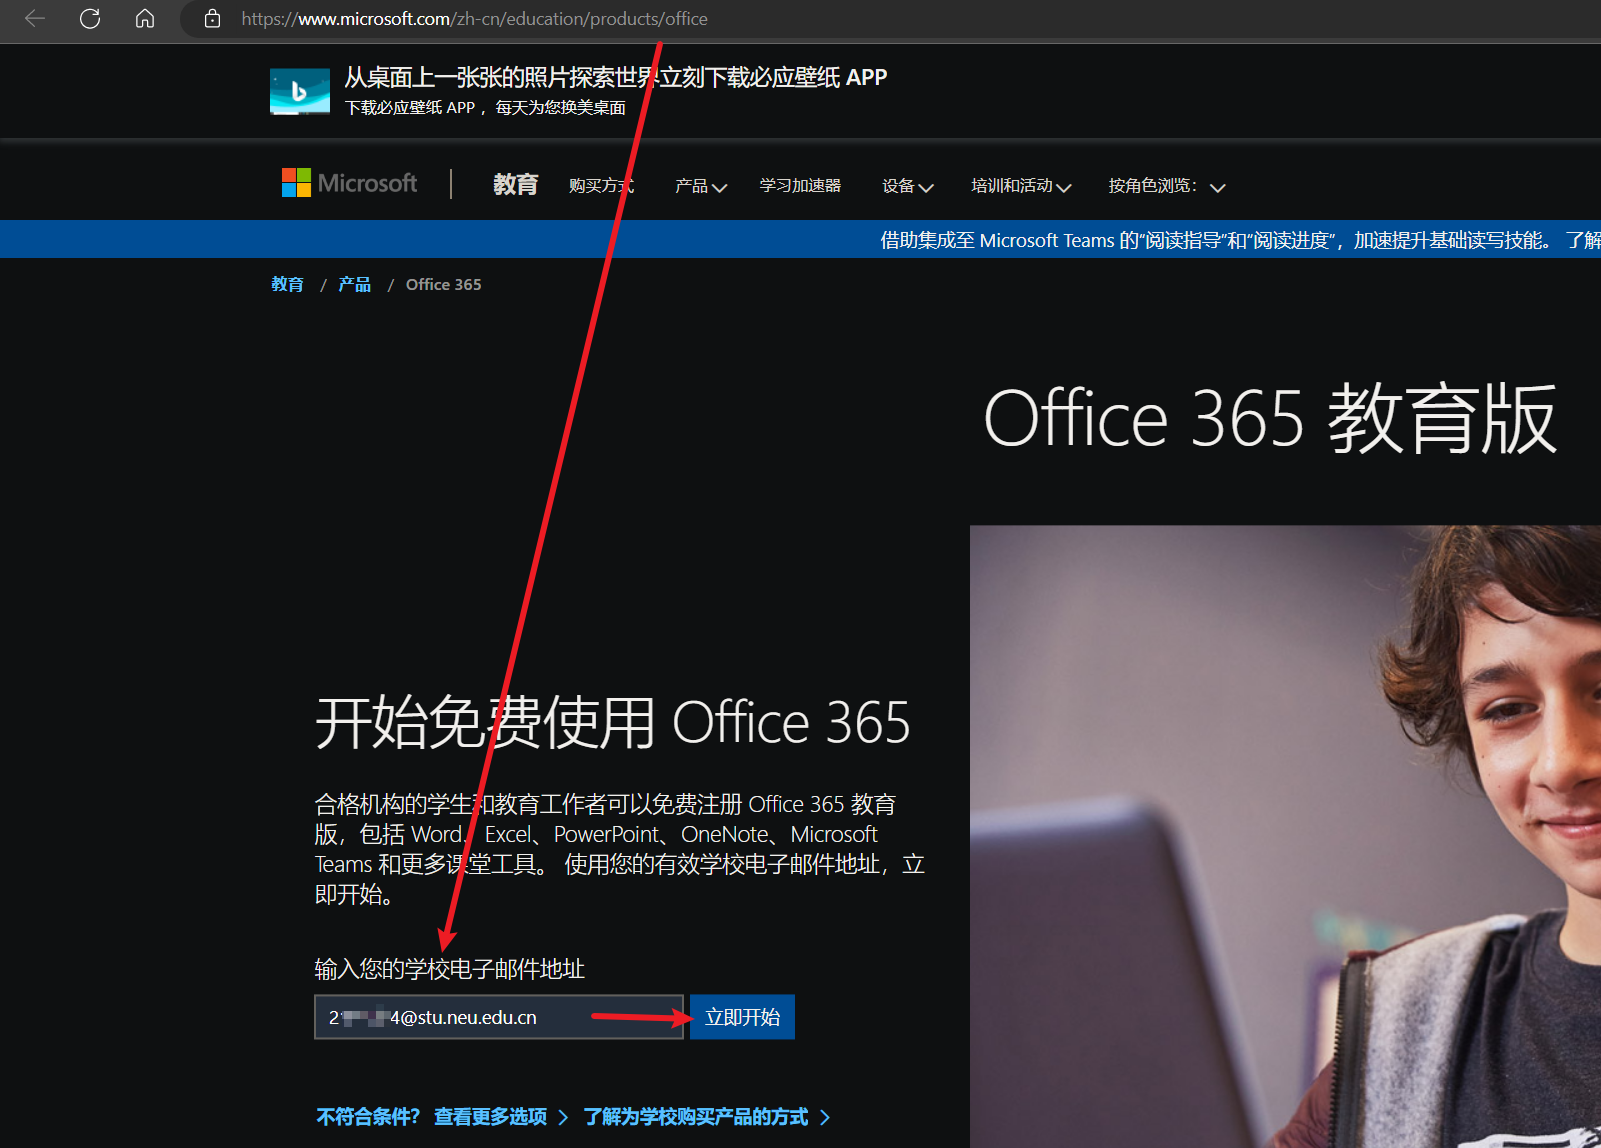 https://www.microsoft.com/zh-cn/education/products/office
从桌面上一张张的照片探索世界立刻下载必应壁纸 APP
下载必应壁纸 APP ，每天为您换美桌面
Microsoft
教育 购买方式 产品 学习加速器 设备 培训和活动 按角色浏览：
借助集成至 Microsoft Teams 的“阅读指导”和“阅读进度”，加速提升基础读写技能。 了解
教育 / 产品 / Office 365
Office 365 教育版
开始免费使用 Office 365
合格机构的学生和教育工作者可以免费注册 Office 365 教育
版，包括 Word、Excel、PowerPoint、OneNote、Microsoft
Teams 和更多课堂工具。 使用您的有效学校电子邮件地址，立
即开始。
输入您的学校电子邮件地址
4@stu.neu.edu.cn
立即开始
不符合条件？ 查看更多选项 了解为学校购买产品的方式